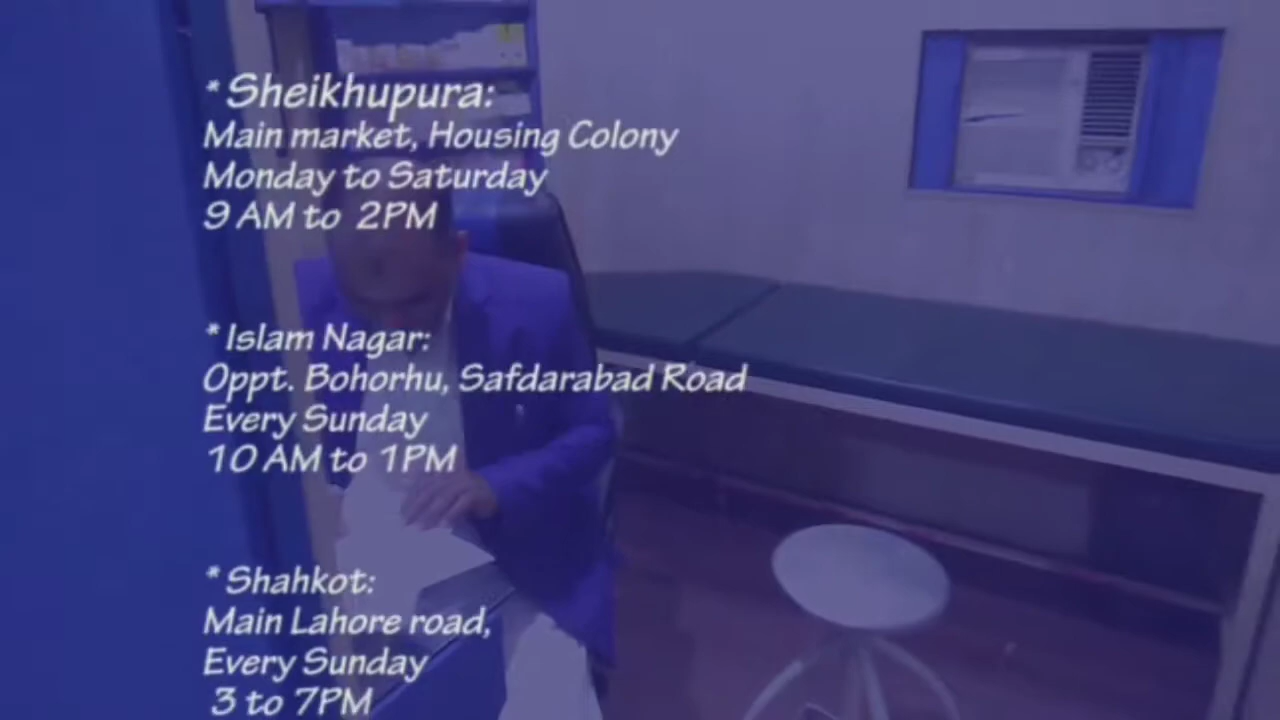 * Sheikhupura:
Main market, Housing Colony
Monday to Saturday
9 AM to 2PM
* Islam Nagar:
Oppt. Bohorhu, Safdarabad Road
Every Sunday
10 AM to 1PM
* Shahkot:
Main Lahore road,
Every Sunday
3 to 7PM